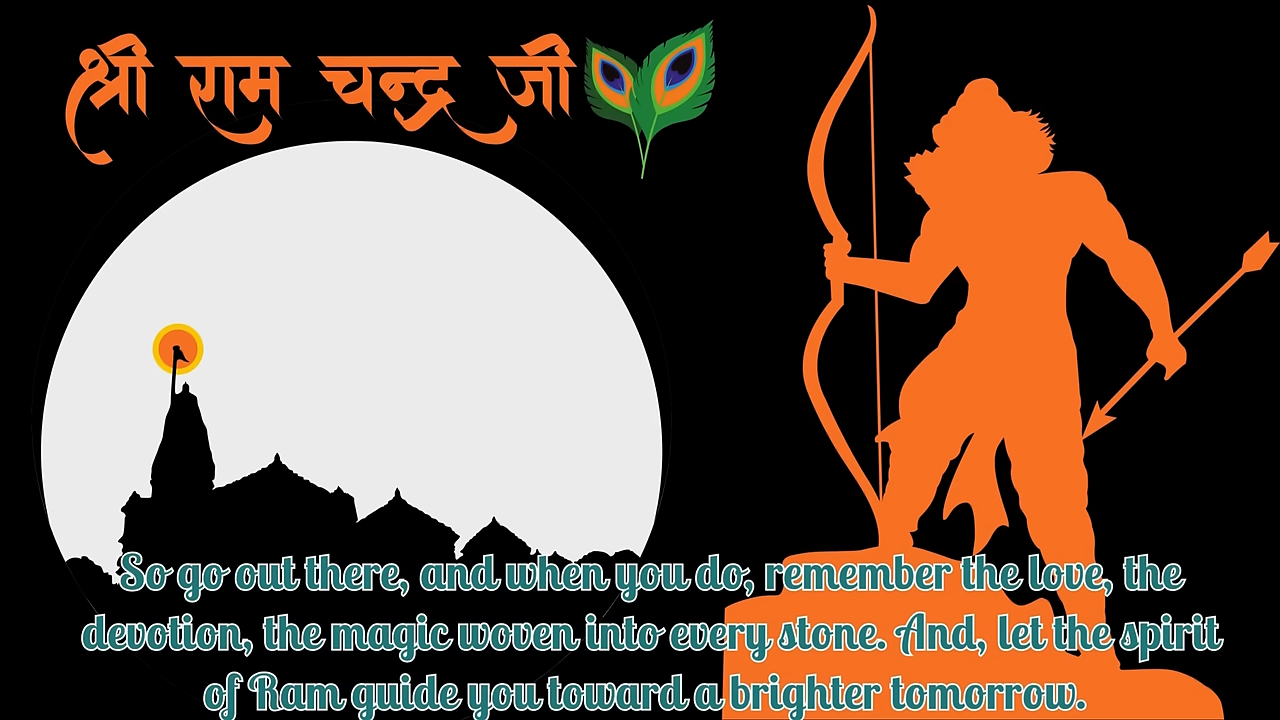 श्री राम चन्द्र जी
So go out there, and when you do, remember the love, the
devotion, the magic woven into every stone. And, let the spirit
of Ram guide you toward a brighter tomorrow.